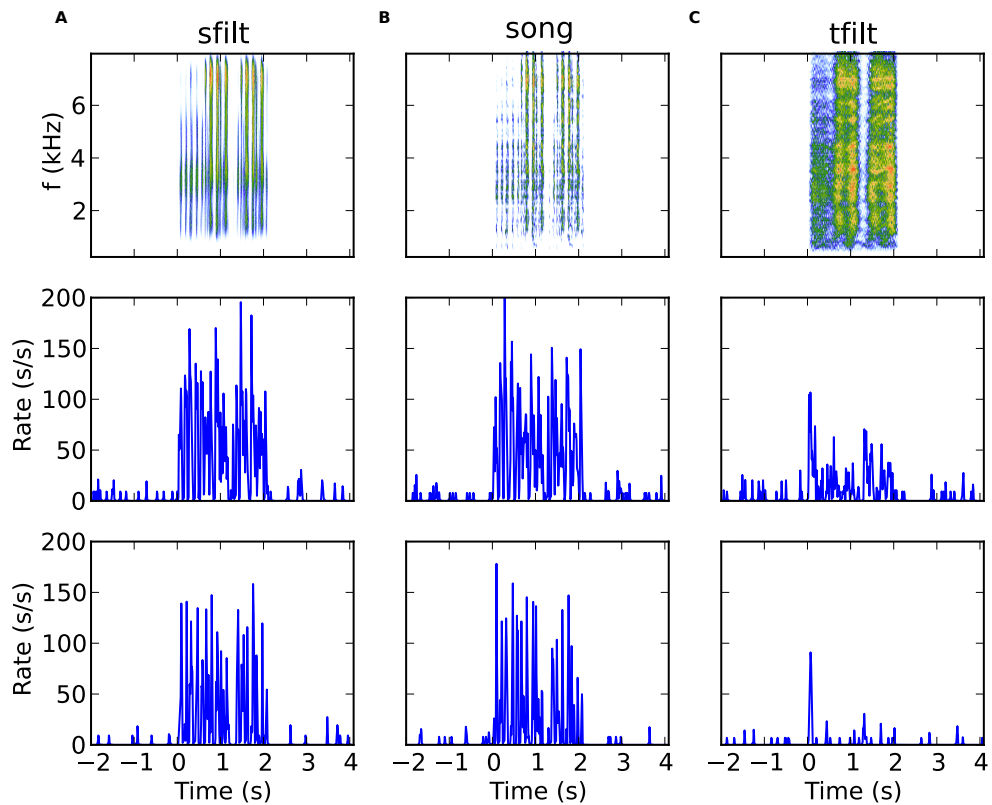 A B C
sfilt song tfilt
f (kHz)
6
4
2
Rate (s/s)
200
150
100
50
0
Rate (s/s)
200
150
100
50
0
−2 −1 0 1 2 3 4 −2 −1 0 1 2 3 4 −2 −1 0 1 2 3 4
Time (s) Time (s) Time (s)